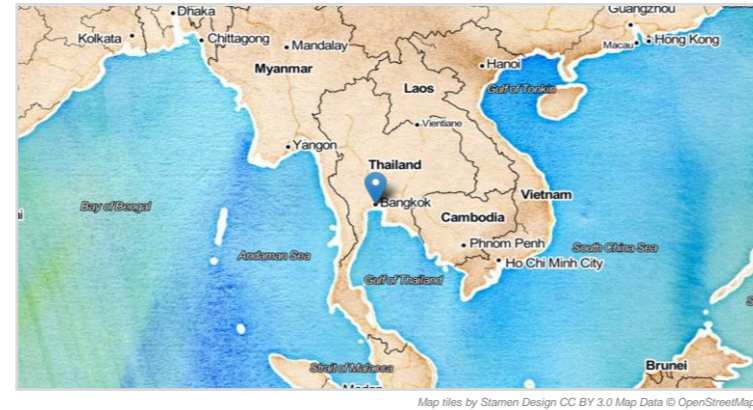 Dhaka
Guangzhou
Kolkata
Chittagong
Mandalay
Macau
Hong Kong
Myanmar
Hanoi
Laos
Gulf of Tonkin
Vientiane
Yangon
Thailand
Vietnam
Bangkok
Bay of Bengal
Cambodia
Phnom Penh
South China Sea
Andaman Sea
Ho Chi Minh City
Gulf of Thailand
Strait of Malacca
Brunei
Medan
Map tiles by Stamen Design CC BY 3.0 Map Data © OpenStreetMap